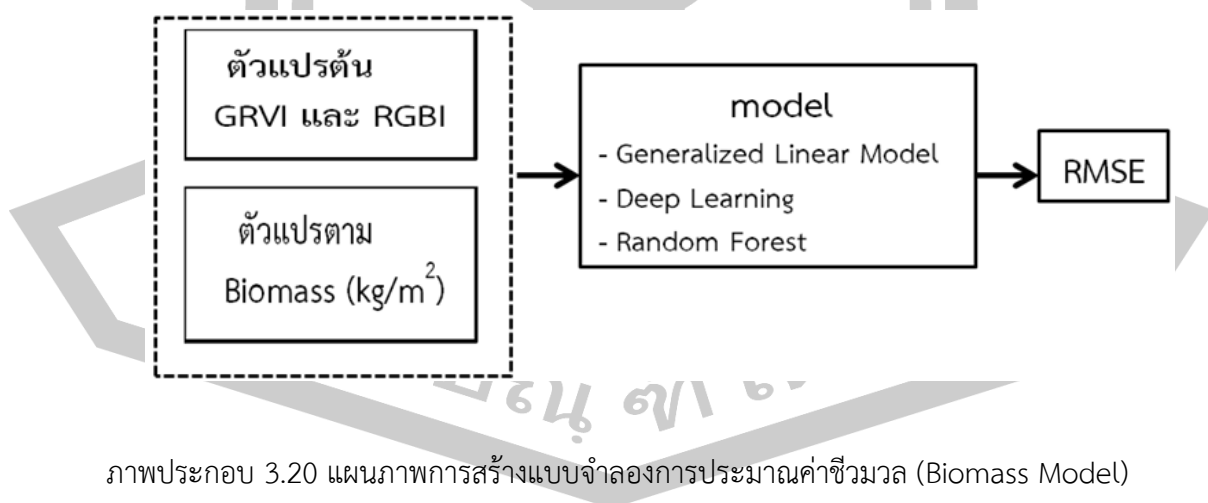 ตัวแปรต้น
GRVI และ RGBI
ตัวแปรตาม
Biomass (kg/m²)
model
- Generalized Linear Model
- Deep Learning
- Random Forest
RMSE
ภาพประกอบ 3.20 แผนภาพการสร้างแบบจำลองการประมาณค่าชีวมวล (Biomass Model)